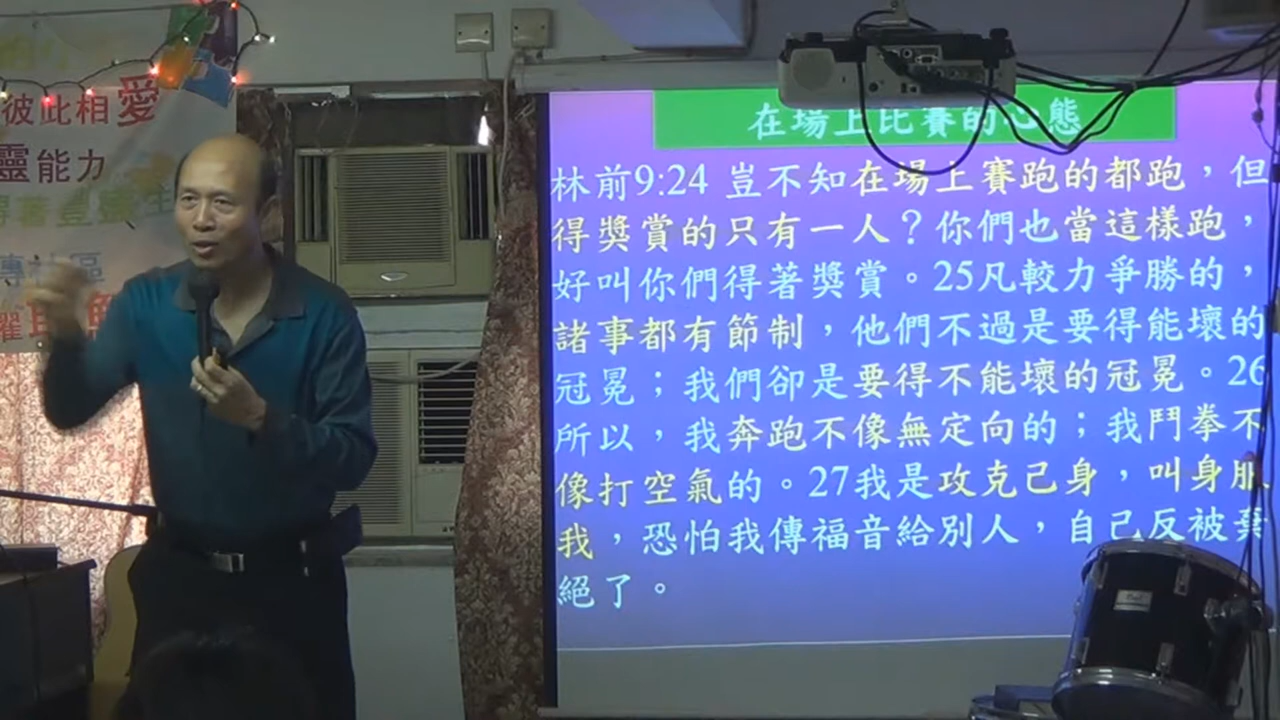 彼此相愛
靈能力
在場上比賽的心態
林前9:24 豈不知在場上賽跑的都跑，但
得獎賞的只有一人？你們也當這樣跑，
好叫你們得著獎賞。25凡較力爭勝的，
諸事都有節制，他們不過是要得能壞的
冠冕；我們卻是要得不能壞的冠冕。26
所以，我奔跑不像無定向的；我鬥拳不
像打空氣的。27我是攻克己身，叫身服
我，恐怕我傳福音給別人，自己反被棄
絕了。